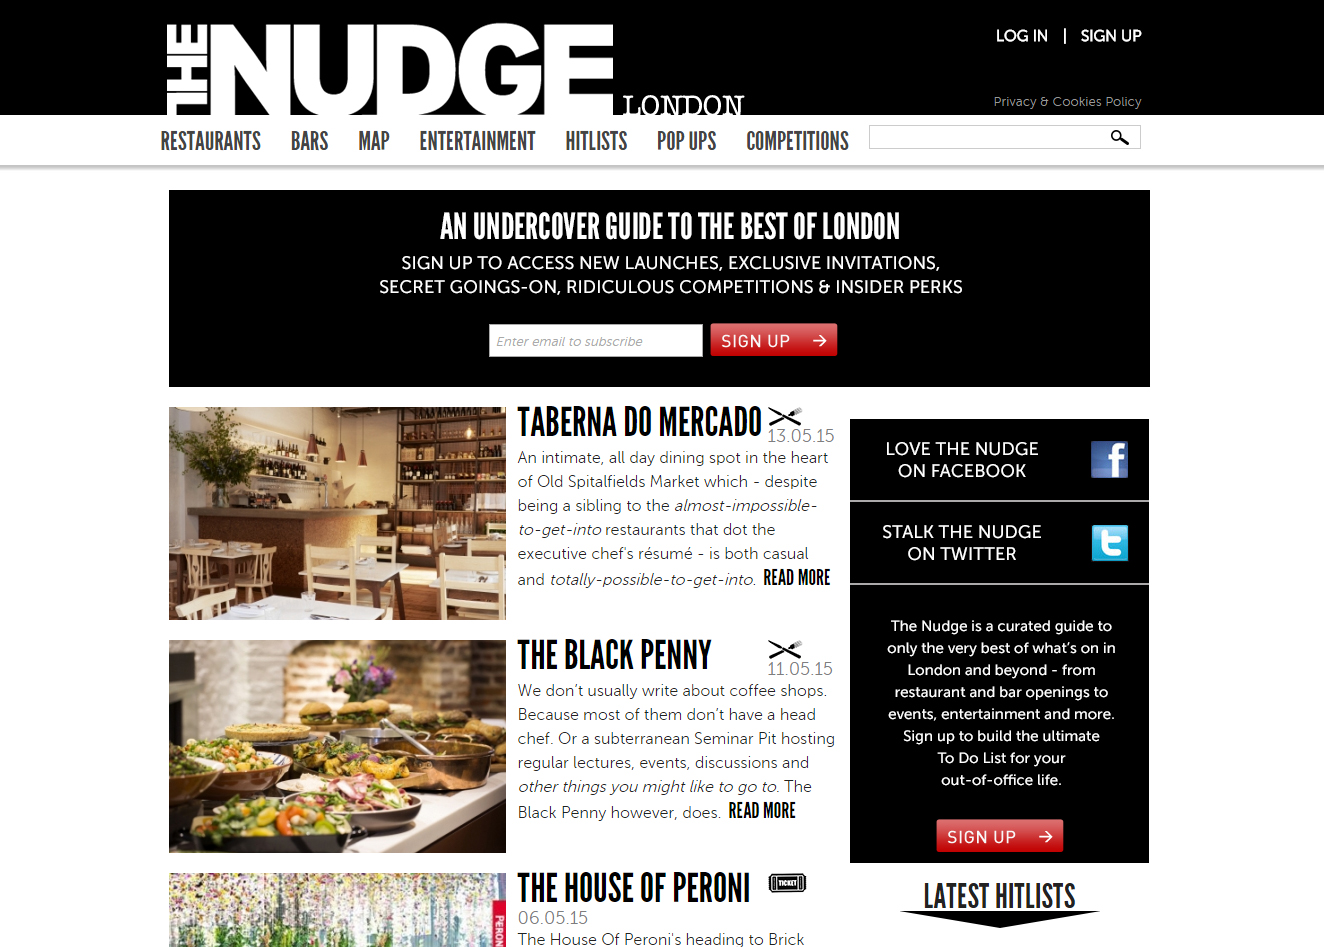 THE NUDGE LONDON
LOG IN | SIGN UP
Privacy & Cookies Policy
RESTAURANTS BARS MAP ENTERTAINMENT HITLISTS POP UPS COMPETITIONS
AN UNDERCOVER GUIDE TO THE BEST OF LONDON
SIGN UP TO ACCESS NEW LAUNCHES, EXCLUSIVE INVITATIONS,
SECRET GOINGS-ON, RIDICULOUS COMPETITIONS & INSIDER PERKS
Enter email to subscribe SIGN UP →
TABERNA DO MERCADO
13.05.15
An intimate, all day dining spot in the heart
of Old Spitalfields Market which - despite
being a sibling to the almost-impossible-
to-get-into restaurants that dot the
executive chef's résumé - is both casual
and totally-possible-to-get-into. READ MORE
THE BLACK PENNY
11.05.15
We don’t usually write about coffee shops.
Because most of them don’t have a head
chef. Or a subterranean Seminar Pit hosting
regular lectures, events, discussions and
other things you might like to go to. The
Black Penny however, does. READ MORE
PERONI
THE HOUSE OF PERONI
TICKET
06.05.15
The House Of Peroni's heading to Brick
LOVE THE NUDGE
ON FACEBOOK
f
STALK THE NUDGE
ON TWITTER
t
The Nudge is a curated guide to
only the very best of what’s on in
London and beyond - from
restaurant and bar openings to
events, entertainment and more.
Sign up to build the ultimate
To Do List for your
out-of-office life.
SIGN UP →
LATEST HITLISTS